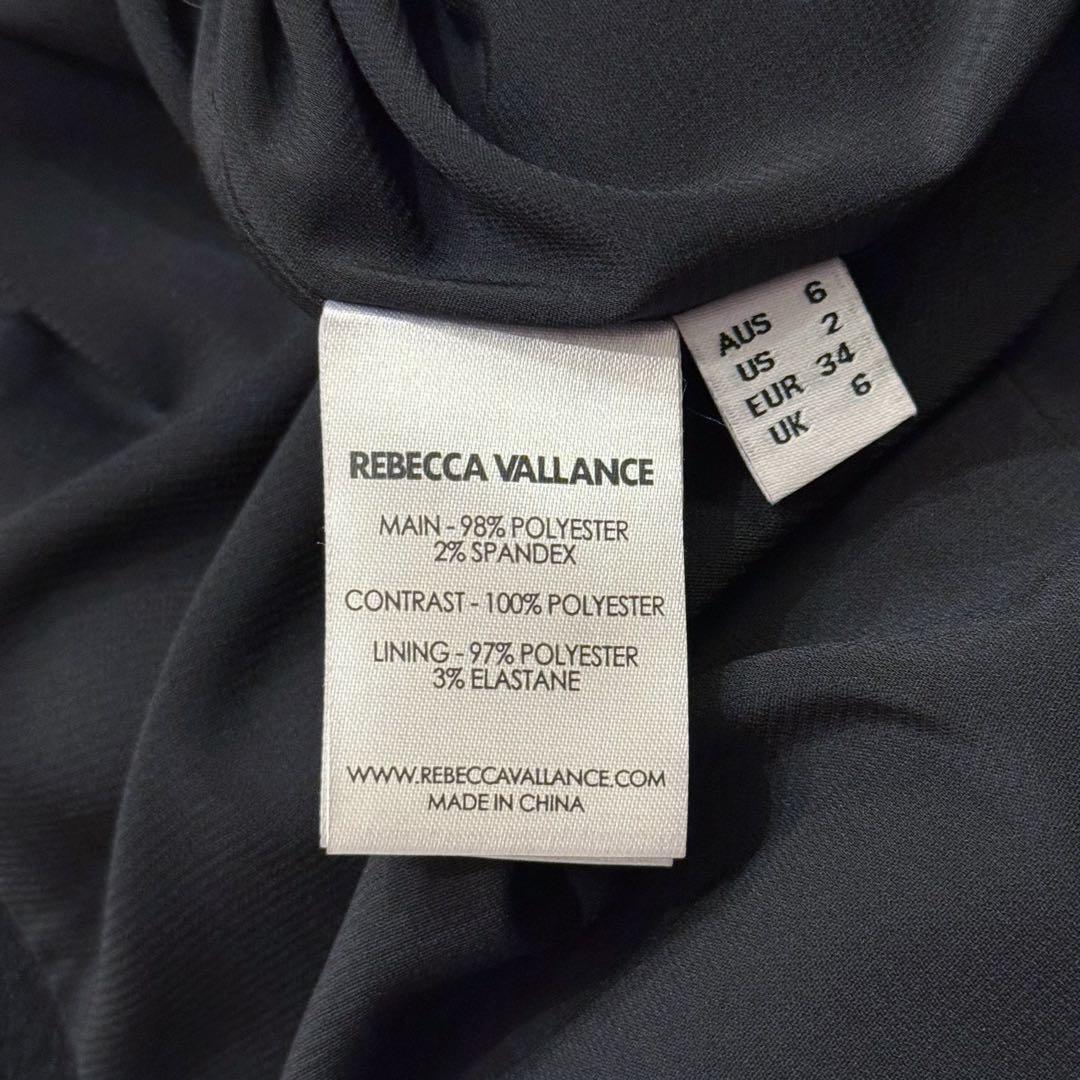 REBECCA VALLANCE
MAIN - 98% POLYESTER
2% SPANDEX
CONTRAST - 100% POLYESTER
LINING - 97% POLYESTER
3% ELASTANE
WWW.REBECCAVALLANCE.COM
MADE IN CHINA
AUS 6
US 2
EUR 34
UK 6